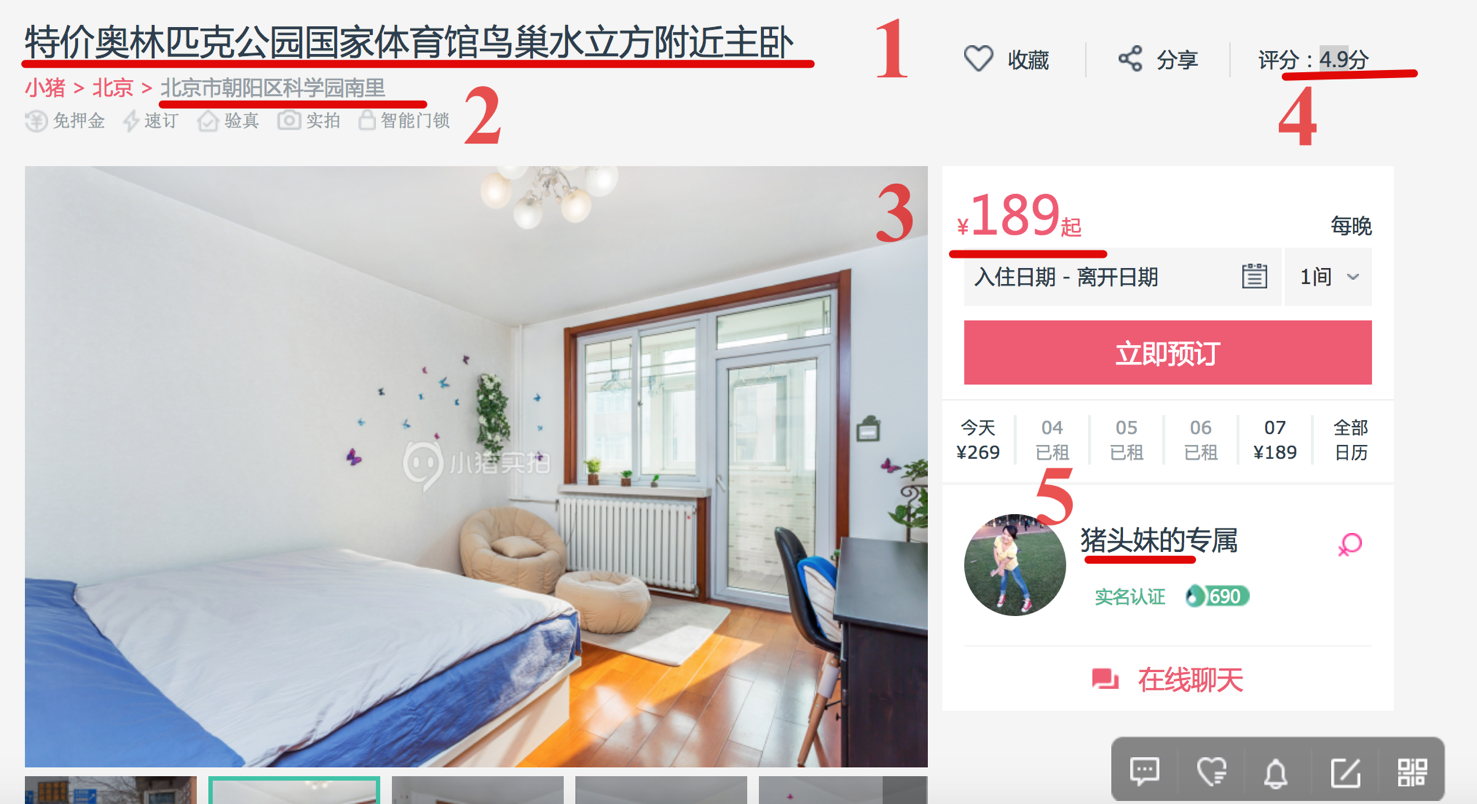 特价奥林匹克公园国家体育馆鸟巢水立方附近主卧
1
收藏
分享
评分：4.9分
小猪 > 北京 > 北京市朝阳区科学园南里
2
4
免押金 速订 验真 实拍 智能门锁
3
¥189起
每晚
入住日期 - 离开日期
1间
立即预订
今天 04 05 06 07 全部
¥269 已租 已租 已租 ¥189 日历
小猪实拍
5
猪头妹的专属
实名认证 690
在线聊天